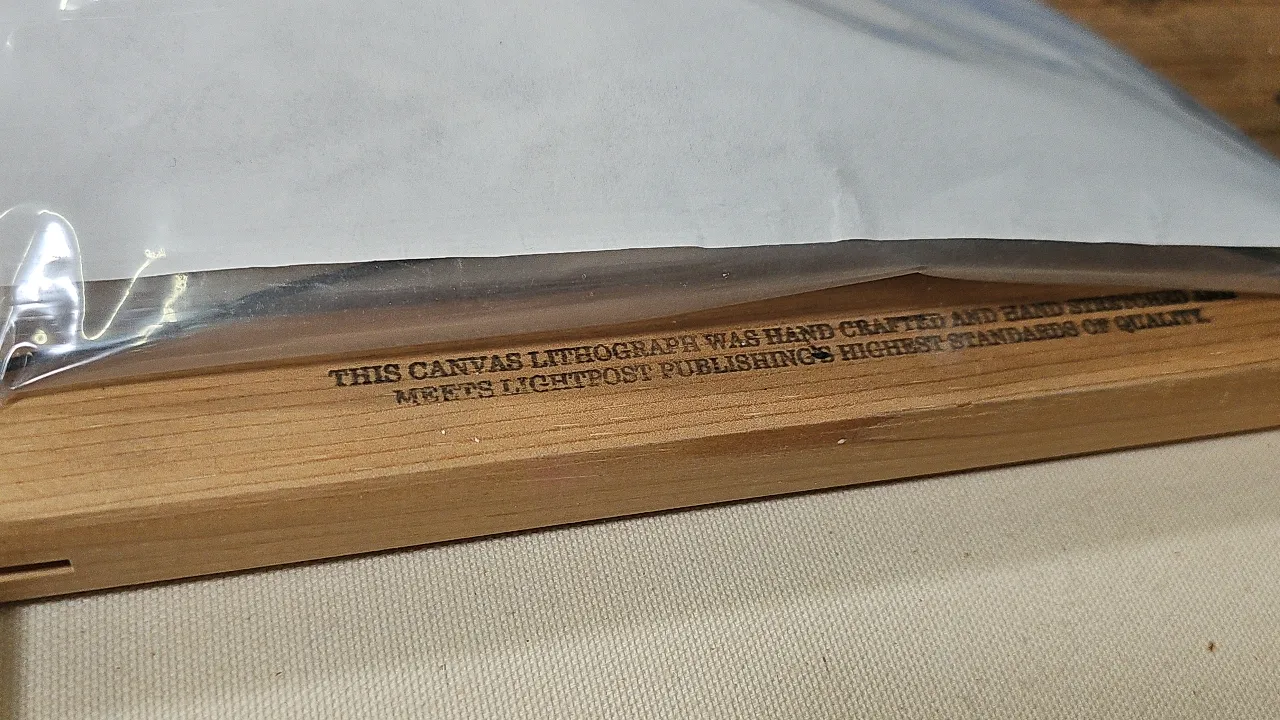 THIS CANVAS LITHOGRAPH WAS HAND CRAFTED AND HAND STRETCHED AND
MEETS LIGHTPOST PUBLISHING'S HIGHEST STANDARDS OF QUALITY.